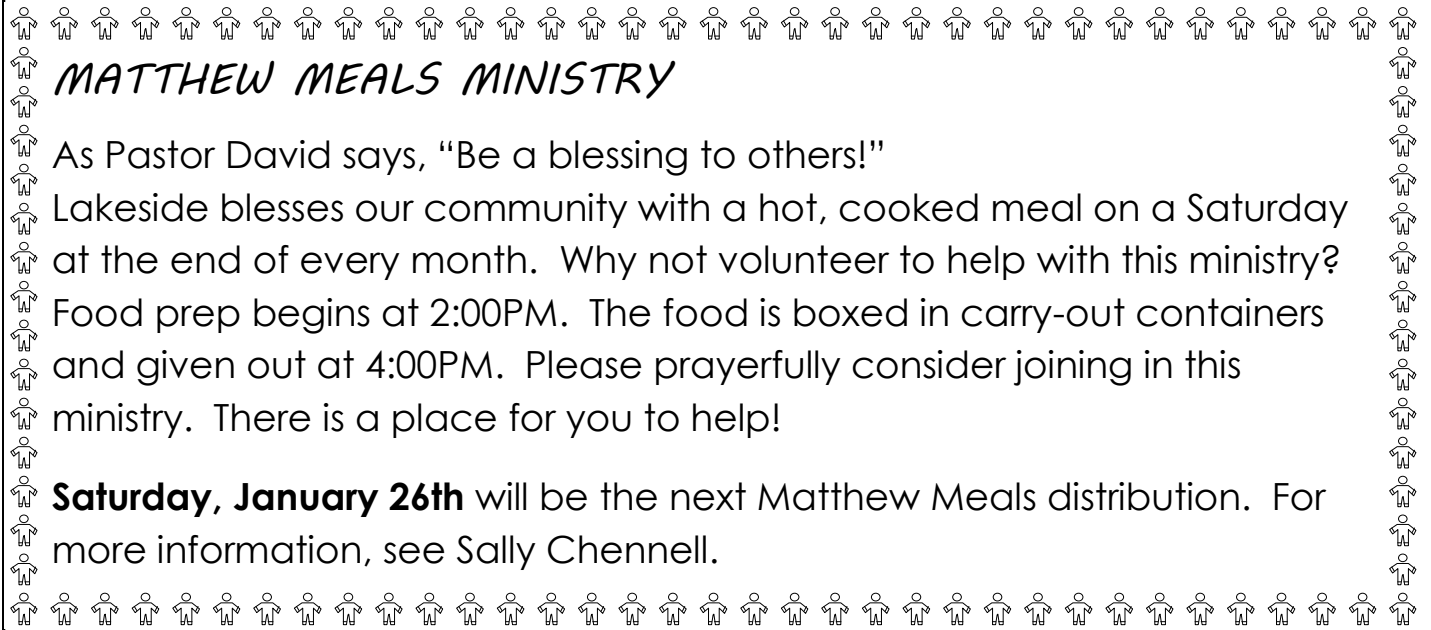 MATTHEW MEALS MINISTRY
As Pastor David says, “Be a blessing to others!”
Lakeside blesses our community with a hot, cooked meal on a Saturday
at the end of every month.  Why not volunteer to help with this ministry?
Food prep begins at 2:00PM.  The food is boxed in carry-out containers
and given out at 4:00PM.  Please prayerfully consider joining in this
ministry.  There is a place for you to help!
Saturday, January 26th will be the next Matthew Meals distribution.  For
more information, see Sally Chennell.